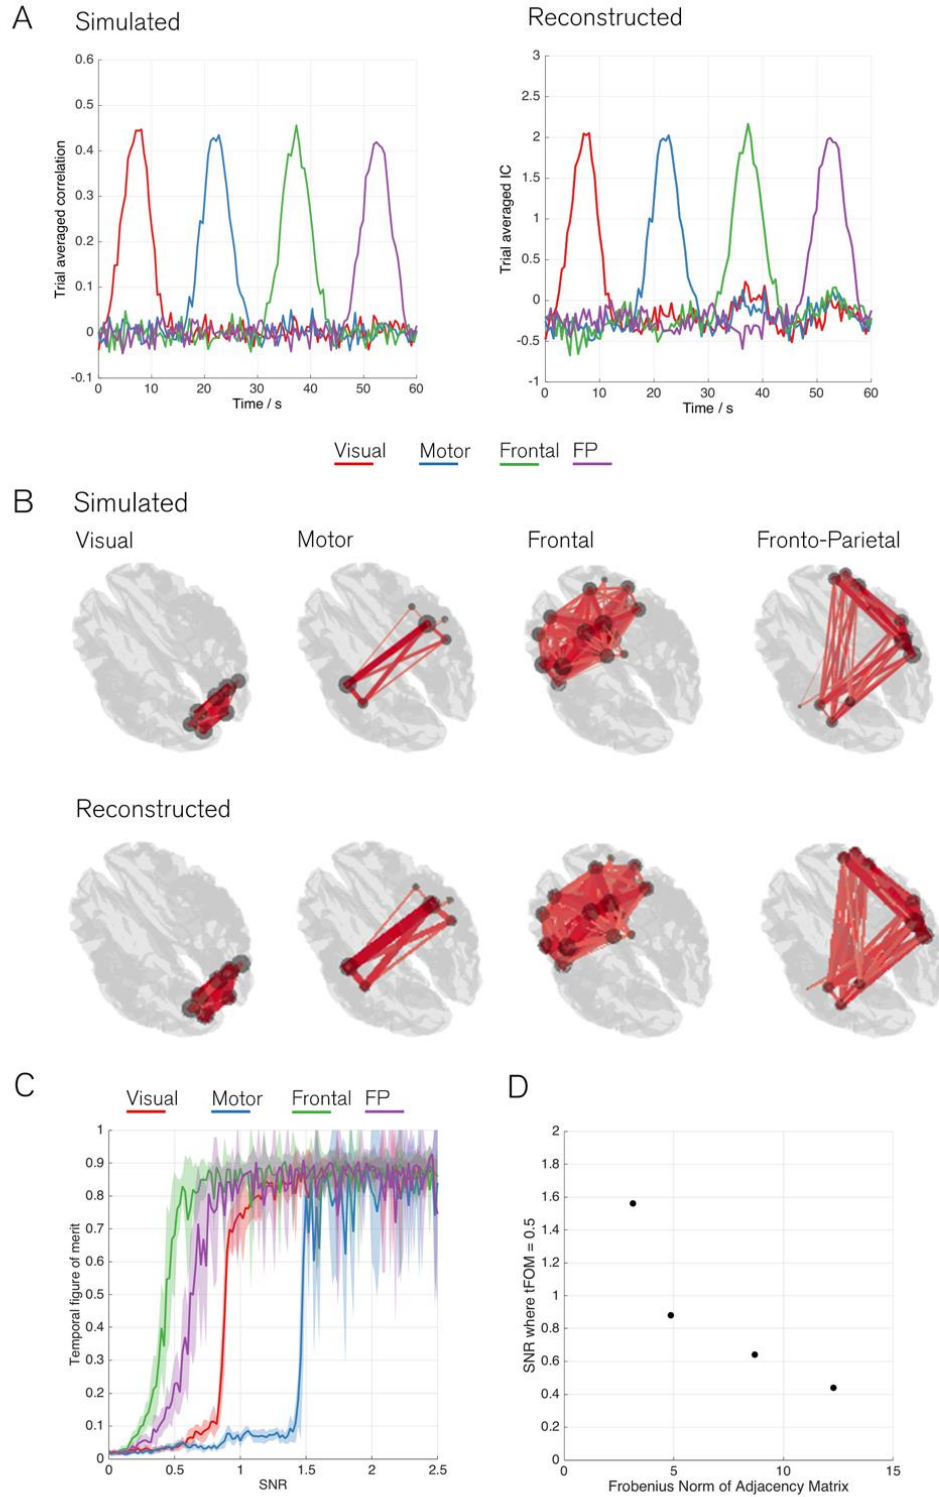 A Simulated Reconstructed
0.6
0.5
0.4
0.3
0.2
0.1
0
-0.1
Trial averaged correlation
0 10 20 30 40 50 60
Time / s
3
2.5
2
1.5
1
0.5
0
-0.5
-1
Trial averaged IC
0 10 20 30 40 50 60
Time / s
Visual Motor Frontal FP
B Simulated
Visual Motor Frontal Fronto-Parietal
Reconstructed
C
Visual Motor Frontal FP
1
0.9
0.8
0.7
0.6
0.5
0.4
0.3
0.2
0.1
0
Temporal figure of merit
0 0.5 1 1.5 2 2.5
SNR
D
2
1.8
1.6
1.4
1.2
1
0.8
0.6
0.4
0.2
0
SNR where tFOM = 0.5
0 5 10 15
Frobenius Norm of Adjacency Matrix